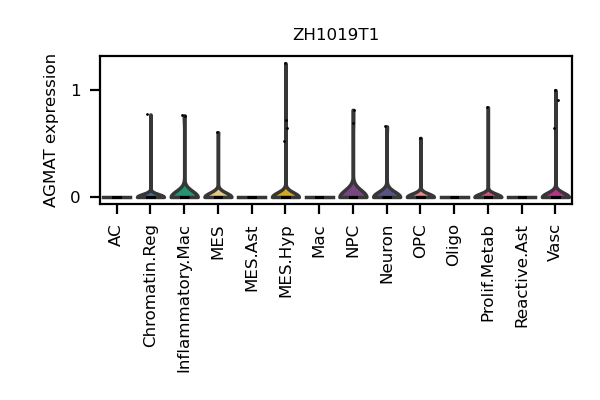 ZH1019T1
AGMAT expression
1
0
AC
Chromatin.Reg
Inflammatory.Mac
MES
MES.Ast
MES.Hyp
Mac
NPC
Neuron
OPC
Oligo
Prolif.Metab
Reactive.Ast
Vasc